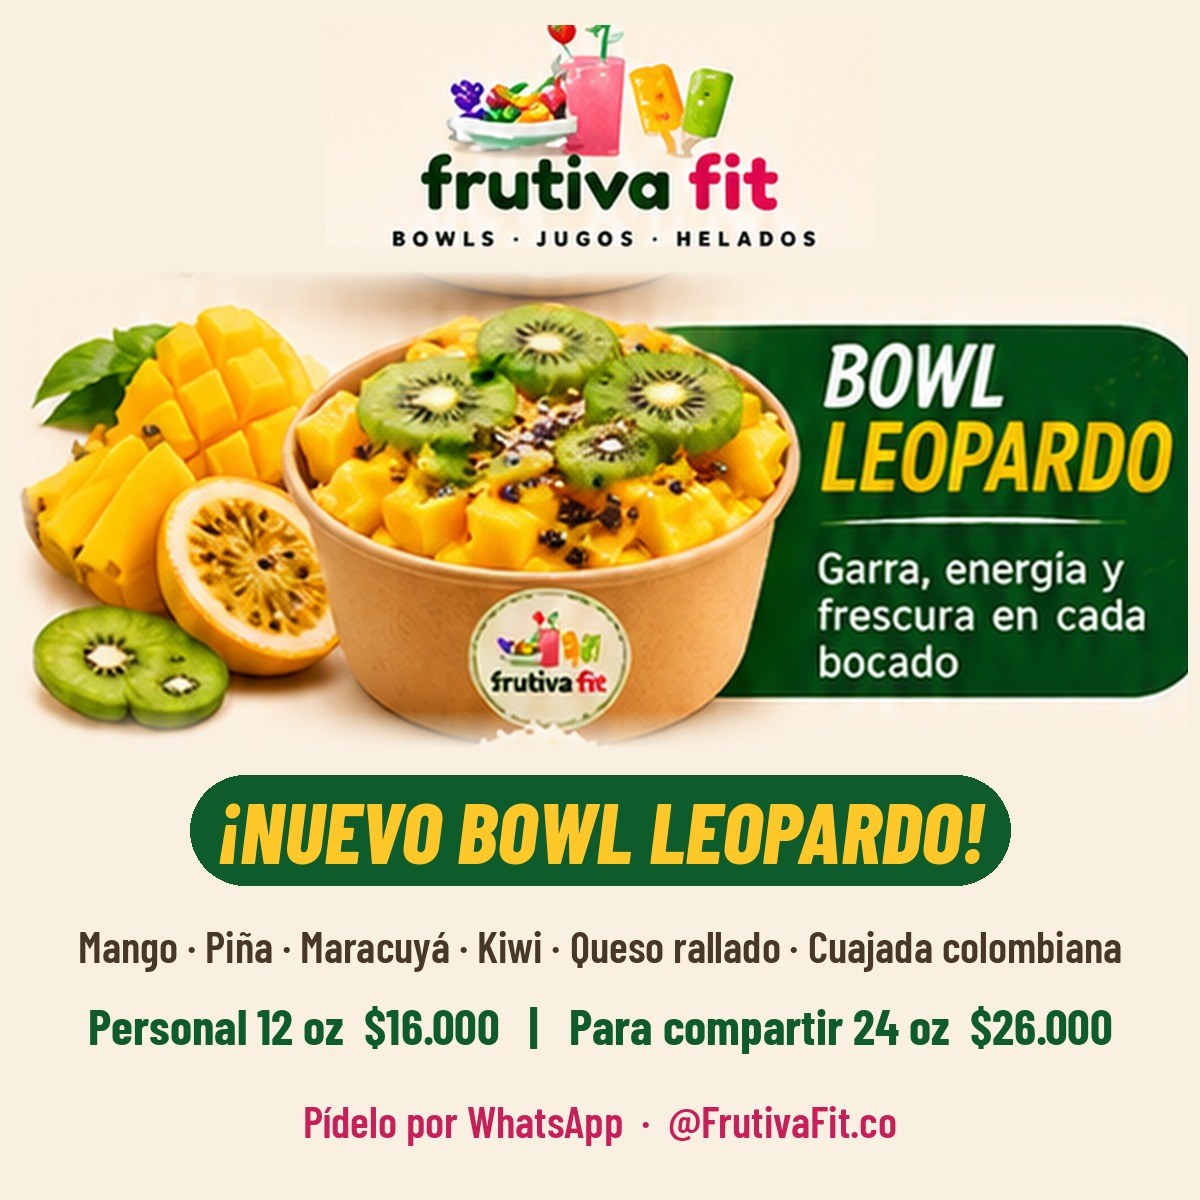 frutiva fit
BOWLS · JUGOS · HELADOS
BOWL
LEOPARDO
Garra, energía y
frescura en cada
bocado
frutiva fit
¡NUEVO BOWL LEOPARDO!
Mango · Piña · Maracuyá · Kiwi · Queso rallado · Cuajada colombiana
Personal 12 oz $16.000 | Para compartir 24 oz $26.000
Pídelo por WhatsApp · @FrutivaFit.co